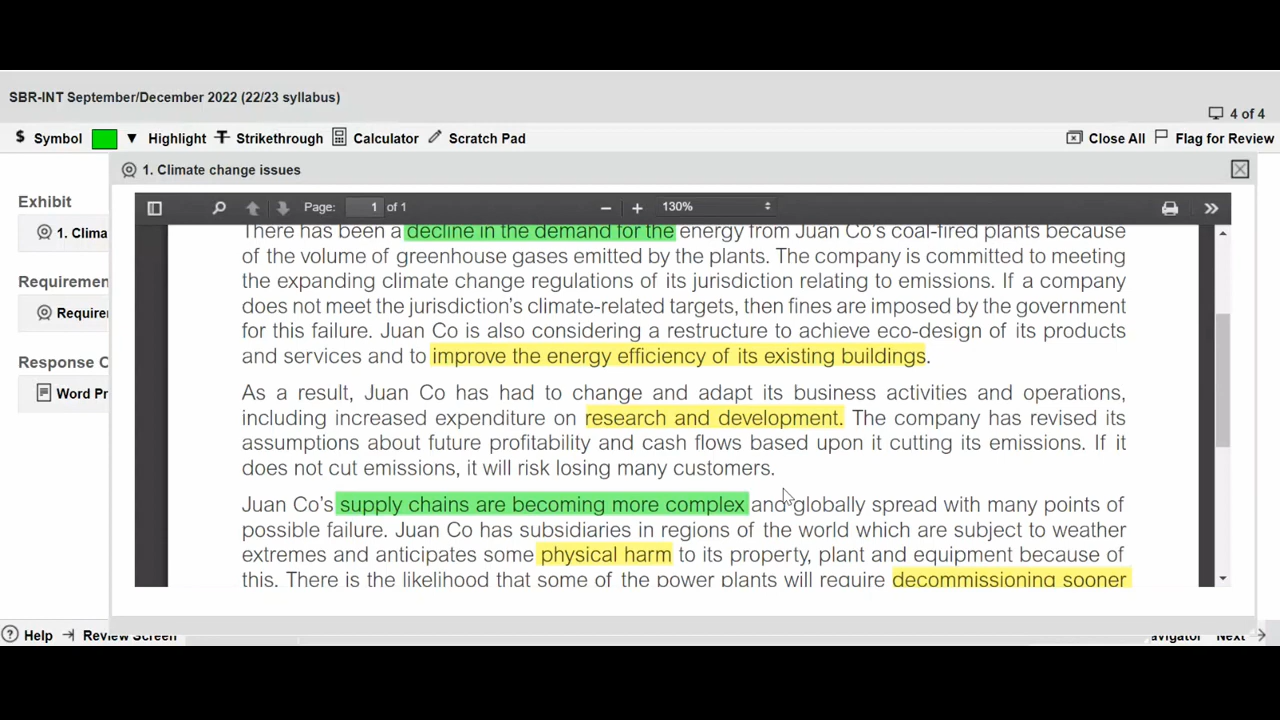 SBR-INT September/December 2022 (22/23 syllabus)
4 of 4
$ Symbol Highlight Strikethrough Calculator Scratch Pad Close All Flag for Review
1. Climate change issues
Exhibit
1. Clima
Requiremen
Require
Response O
Word Pr
Page: 1 of 1 130%
There has been a decline in the demand for the energy from Juan Co's coal-fired plants because
of the volume of greenhouse gases emitted by the plants. The company is committed to meeting
the expanding climate change regulations of its jurisdiction relating to emissions. If a company
does not meet the jurisdiction's climate-related targets, then fines are imposed by the government
for this failure. Juan Co is also considering a restructure to achieve eco-design of its products
and services and to improve the energy efficiency of its existing buildings.
As a result, Juan Co has had to change and adapt its business activities and operations,
including increased expenditure on research and development. The company has revised its
assumptions about future profitability and cash flows based upon it cutting its emissions. If it
does not cut emissions, it will risk losing many customers.
Juan Co's supply chains are becoming more complex and globally spread with many points of
possible failure. Juan Co has subsidiaries in regions of the world which are subject to weather
extremes and anticipates some physical harm to its property, plant and equipment because of
this. There is the likelihood that some of the power plants will require decommissioning sooner
Help Review Screen avigator Next